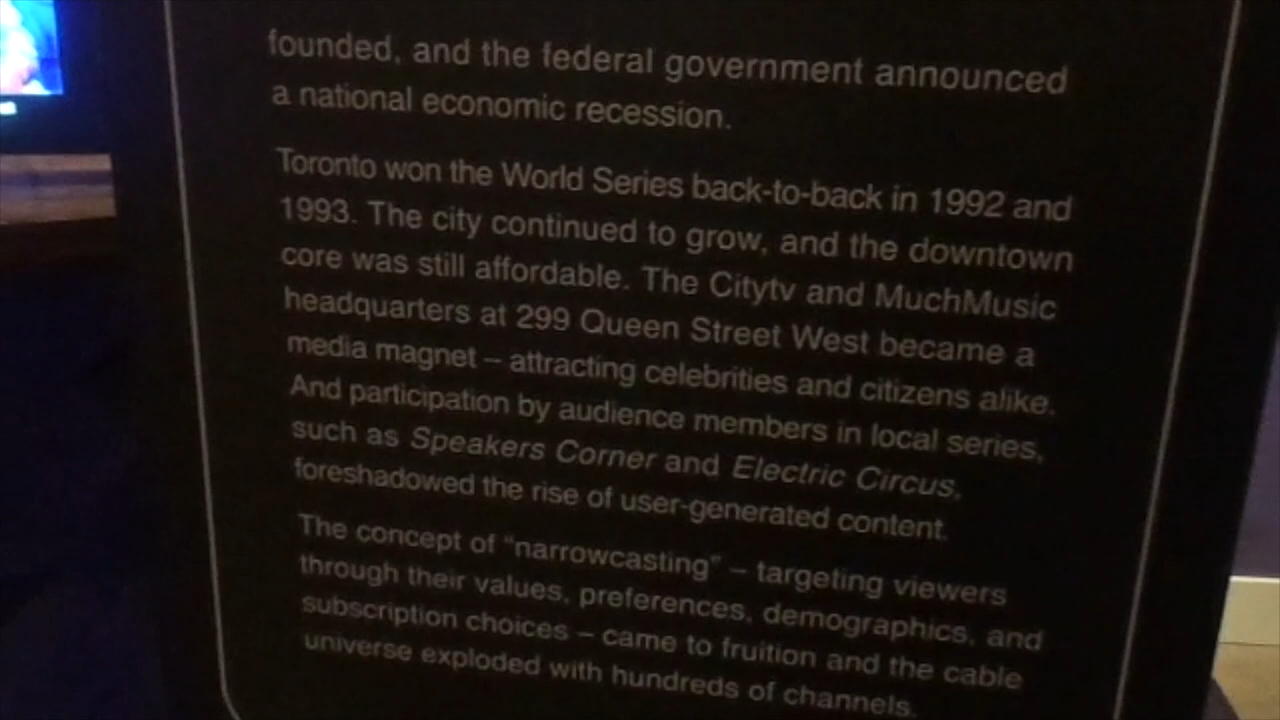 founded, and the federal government announced
a national economic recession.
Toronto won the World Series back-to-back in 1992 and
1993. The city continued to grow, and the downtown
core was still affordable. The Citytv and MuchMusic
headquarters at 299 Queen Street West became a
media magnet – attracting celebrities and citizens alike.
And participation by audience members in local series,
such as Speakers Corner and Electric Circus,
foreshadowed the rise of user-generated content.
The concept of “narrowcasting” – targeting viewers
through their values, preferences, demographics, and
subscription choices – came to fruition and the cable
universe exploded with hundreds of channels.